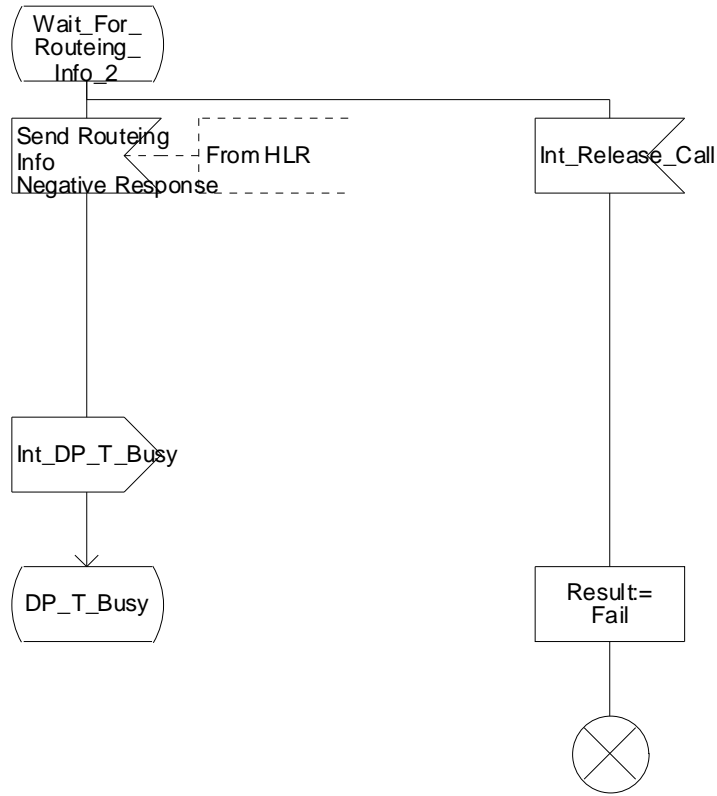 Wait_For_
Routeing_
Info_2
Send Routeing
Info
Negative Response
From HLR
Int_Release_Call
Int_DP_T_Busy
DP_T_Busy
Result:=
Fail